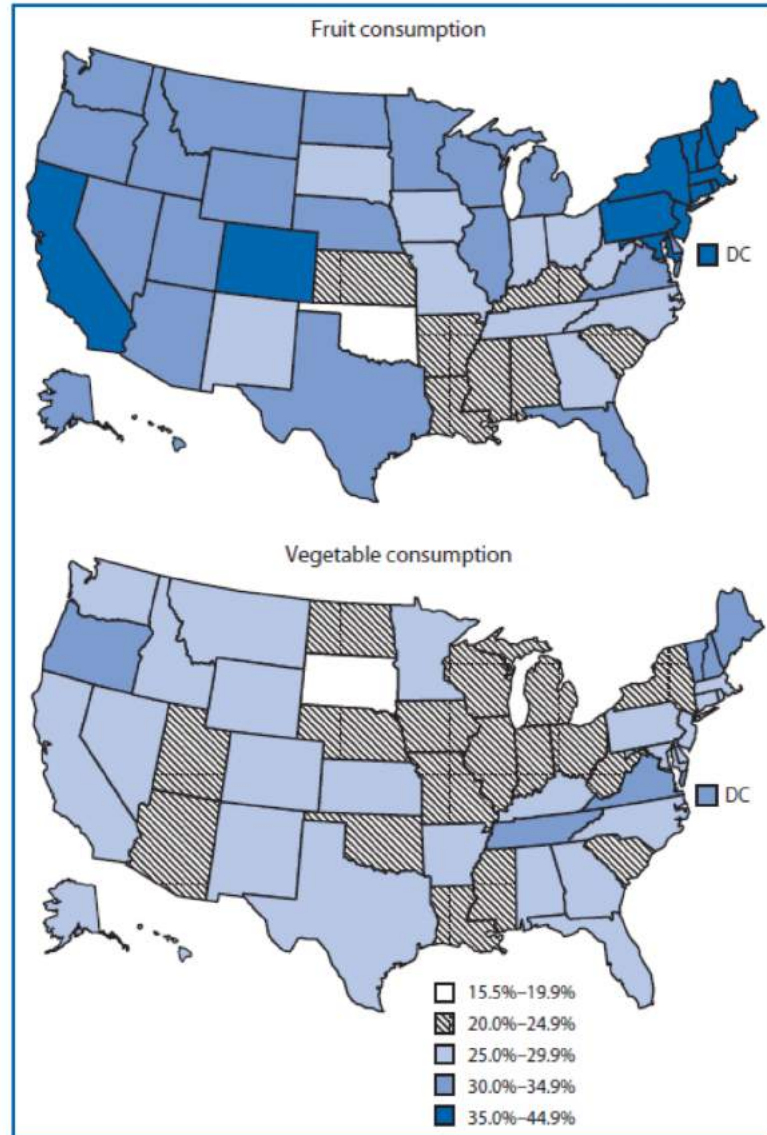 Fruit consumption
DC
Vegetable consumption
DC
15.5%–19.9%
20.0%–24.9%
25.0%–29.9%
30.0%–34.9%
35.0%–44.9%